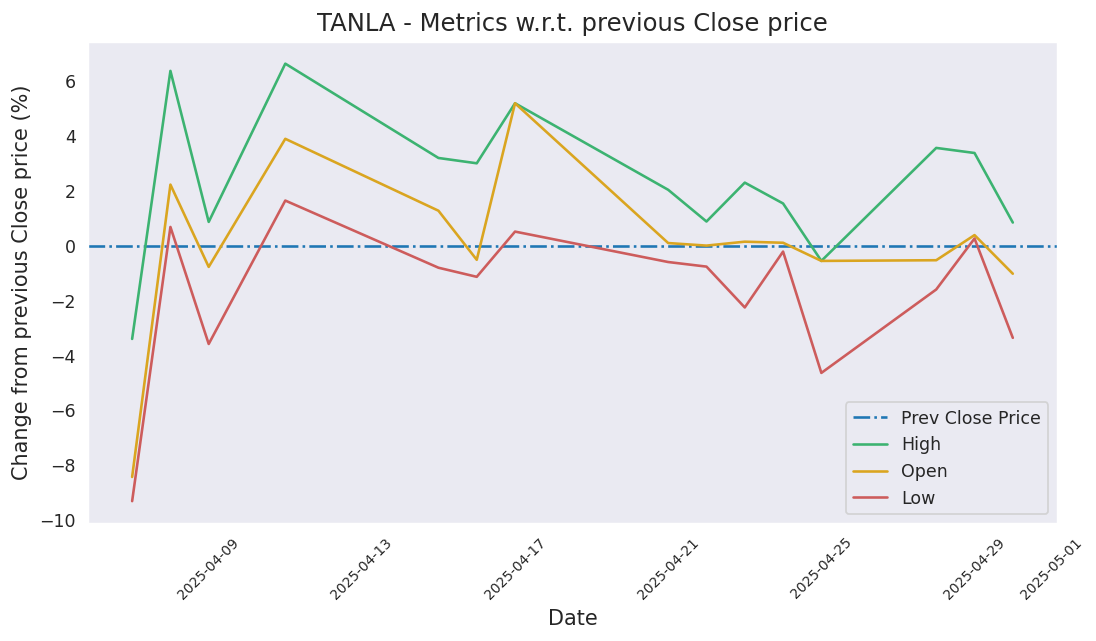 TANLA - Metrics w.r.t. previous Close price
Change from previous Close price (%)
6
4
2
0
−2
−4
−6
−8
−10
Prev Close Price
High
Open
Low
2025-04-09
2025-04-13
2025-04-17
2025-04-21
2025-04-25
2025-04-29
2025-05-01
Date